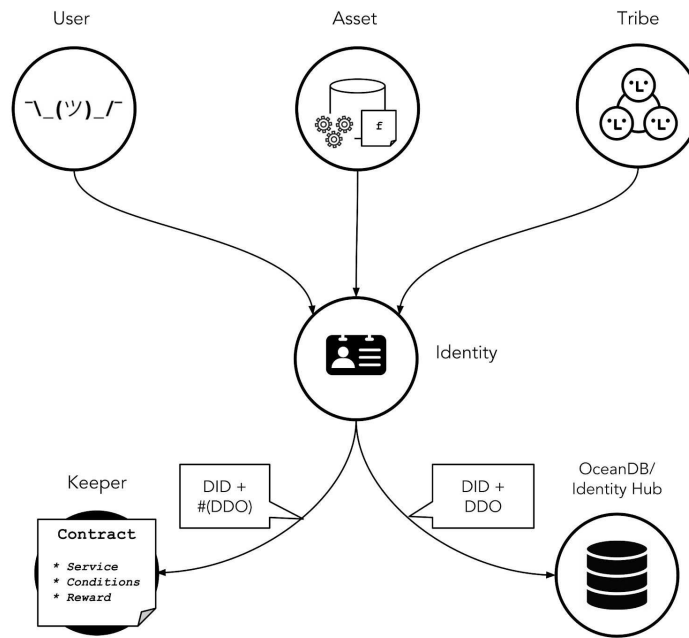 User
Asset
Tribe
¯\_(ツ)_/¯
f
Identity
DID +
#(DDO)
DID +
DDO
Keeper
OceanDB/
Identity Hub
Contract
* Service
* Conditions
* Reward